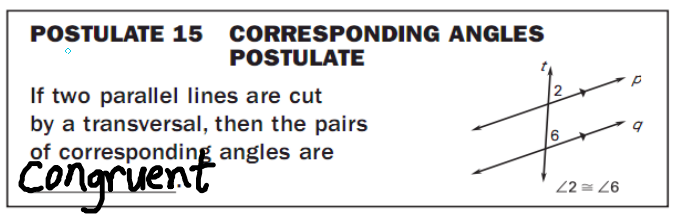 POSTULATE 15 CORRESPONDING ANGLES
POSTULATE
If two parallel lines are cut
by a transversal, then the pairs
of corresponding angles are
congruent.
t
p
2
q
6
∠2 ≅ ∠6